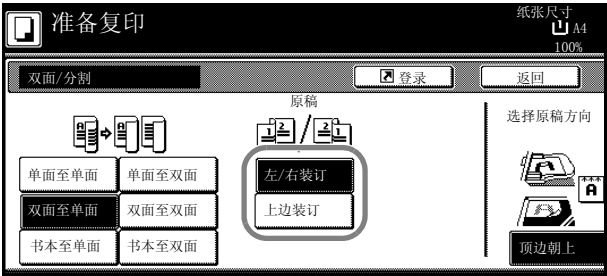 准备复印
纸张尺寸
A4
100%
双面/分割
登录
返回
原稿
选择原稿方向
单面至单面
单面至双面
左/右装订
双面至单面
双面至双面
上边装订
书本至单面
书本至双面
顶边朝上